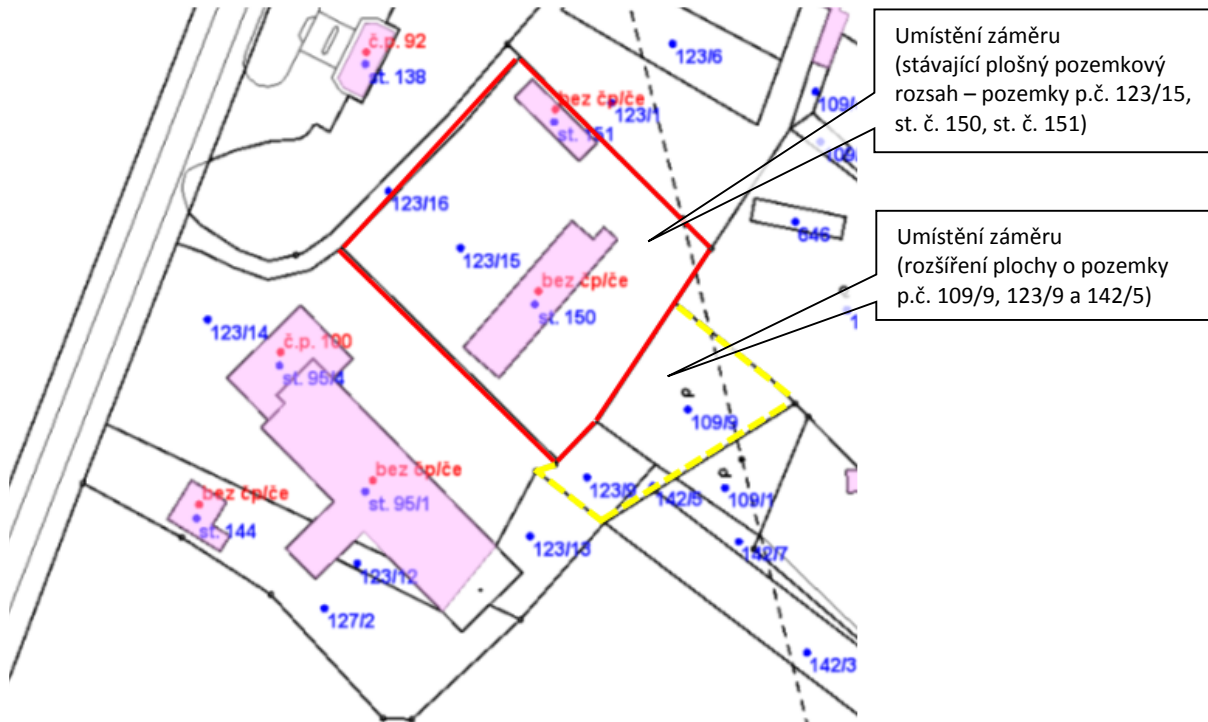 Umístění záměru
(stávající plošný pozemkový
rozsah – pozemky p.č. 123/15,
st. č. 150, st. č. 151)
Umístění záměru
(rozšíření plochy o pozemky
p.č. 109/9, 123/9 a 142/5)
č.p. 92
st. 138
123/6
bez čp/če
123/1
st. 151
109/
109/
123/16
646
123/15
bez čp/če
st. 150
1
123/14
č.p. 100
st. 95/4
109/9
bez čp/če
st. 95/1
123/9
142/5
109/1
bez čp/če
st. 144
123/13
142/7
123/12
127/2
142/3